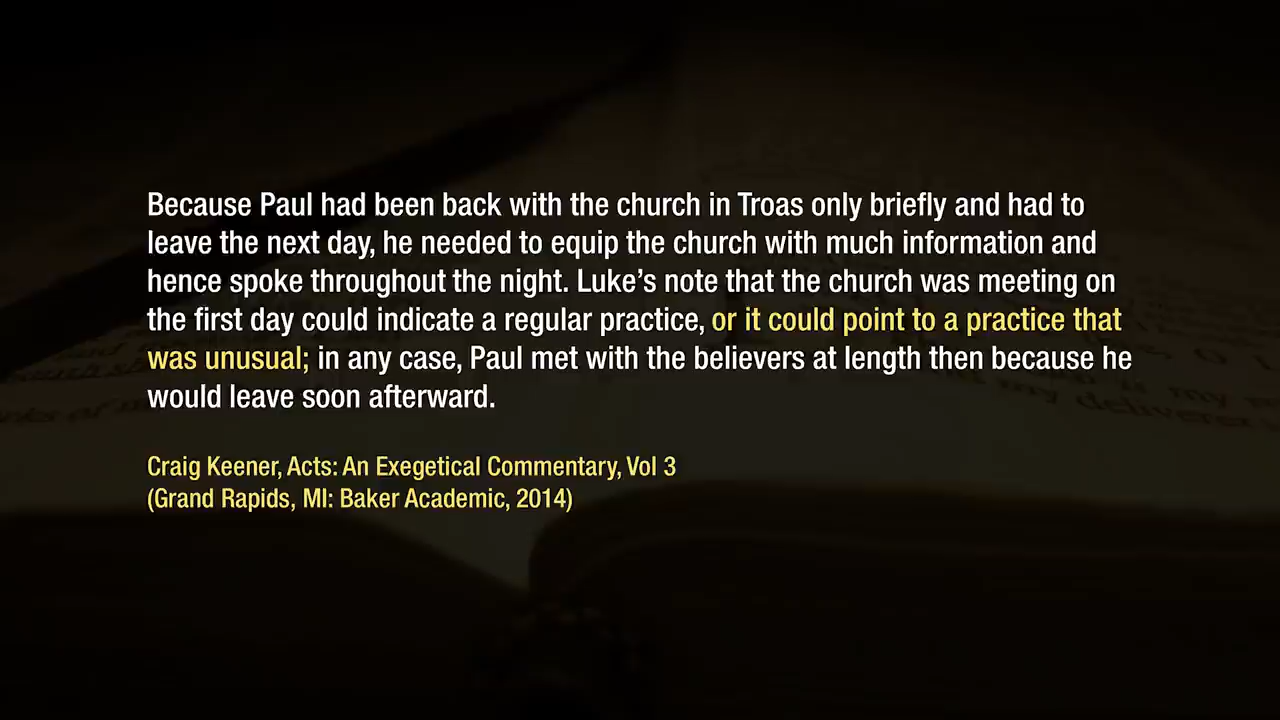 Because Paul had been back with the church in Troas only briefly and had to
leave the next day, he needed to equip the church with much information and
hence spoke throughout the night. Luke’s note that the church was meeting on
the first day could indicate a regular practice, or it could point to a practice that
was unusual; in any case, Paul met with the believers at length then because he
would leave soon afterward.
Craig Keener, Acts: An Exegetical Commentary, Vol 3
(Grand Rapids, MI: Baker Academic, 2014)